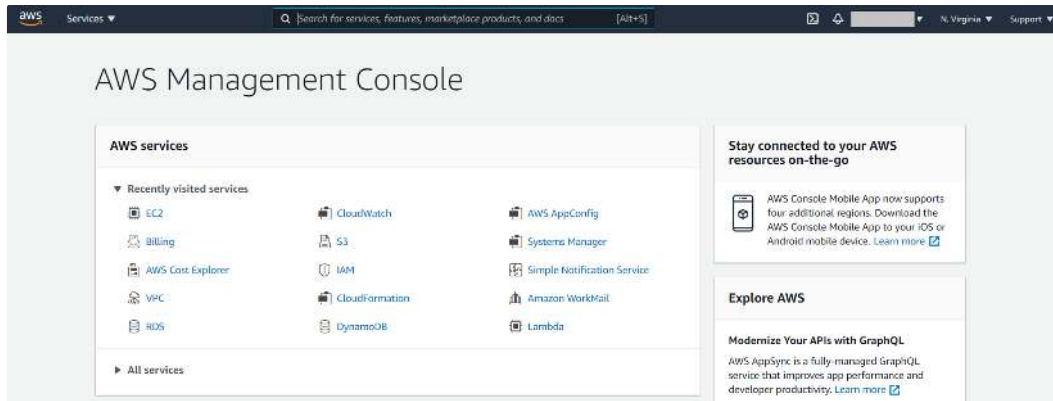 aws Services ▼ Search for services, features, marketplace products, and docs [Alt+S] N. Virginia ▼ Support ▼
AWS Management Console
AWS services
▼ Recently visited services
EC2
Billing
AWS Cost Explorer
VPC
RDS
CloudWatch
S3
IAM
CloudFormation
DynamoDB
AWS AppConfig
Systems Manager
Simple Notification Service
Amazon WorkMail
Lambda
▶ All services
Stay connected to your AWS
resources on-the-go
AWS Console Mobile App now supports
four additional regions. Download the
AWS Console Mobile App to your iOS or
Android mobile device. Learn more
Explore AWS
Modernize Your APIs with GraphQL
AWS AppSync is a fully-managed GraphQL
service that improves app performance and
developer productivity. Learn more